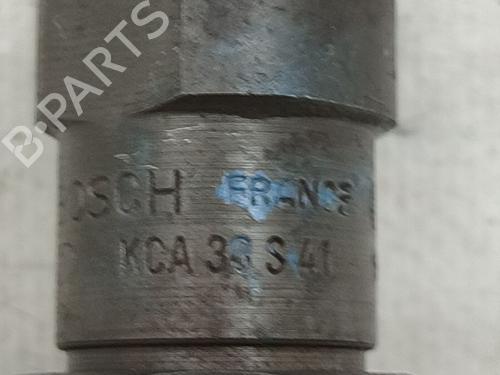 B-PARTS
OSCH FRANCE
KCA 30 S 41